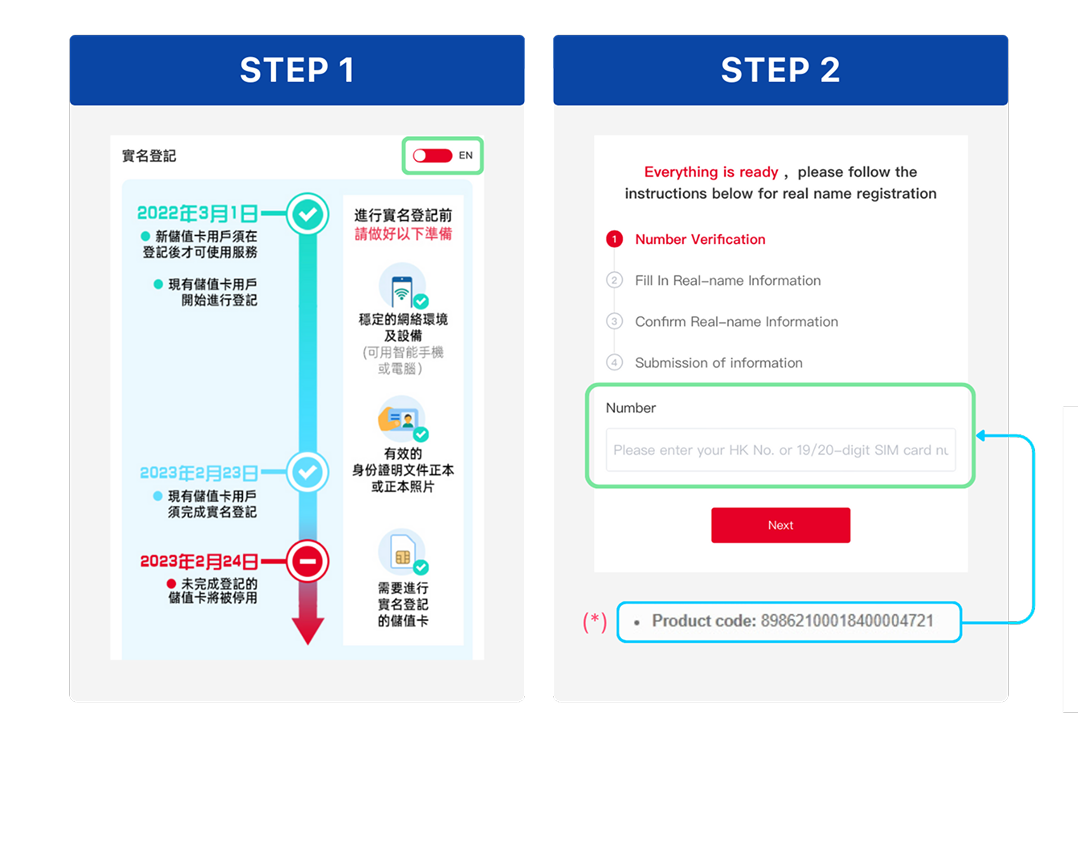 STEP 1
實名登記
EN
2022年3月1日
新儲值卡用戶須在
登記後才可使用服務
現有儲值卡用戶
開始進行登記
2023年2月23日
現有儲值卡用戶
須完成實名登記
2023年2月24日
未完成登記的
儲值卡將被停用
進行實名登記前
請做好以下準備
穩定的網絡環境
及設備
(可用智能手機
或電腦)
有效的
身份證明文件正本
或正本照片
需要進行
實名登記
的儲值卡
STEP 2
Everything is ready , please follow the
instructions below for real name registration
1 Number Verification
2 Fill In Real-name Information
3 Confirm Real-name Information
4 Submission of information
Number
Please enter your HK No. or 19/20-digit SIM card nu
Next
(*) • Product code: 89862100018400004721